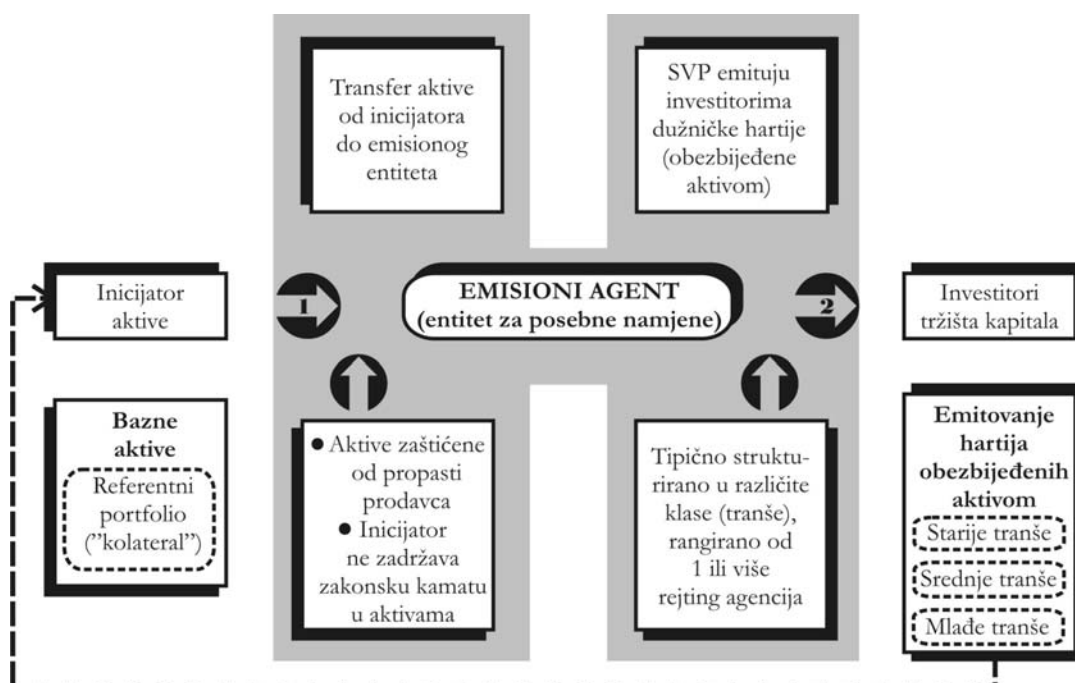 Transfer aktive
od inicijatora
do emisionog
entiteta
SVP emituju
investitorima
dužničke hartije
(obezbijeđene
aktivom)
Inicijator
aktive
1
EMISIONI AGENT
(entitet za posebne namjene)
2
Investitori
tržišta kapitala
Bazne
aktive
Referentni
portfolio
(”kolateral”)
● Aktive zaštićene
od propasti
prodavca
● Inicijator
ne zadržava
zakonsku kamatu
u aktivama
Tipično struktu-
rirano u različite
klase (tranše),
rangirano od
1 ili više
rejting agencija
Emitovanje
hartija
obezbijeđenih
aktivom
Starije tranše
Srednje tranše
Mlađe tranše